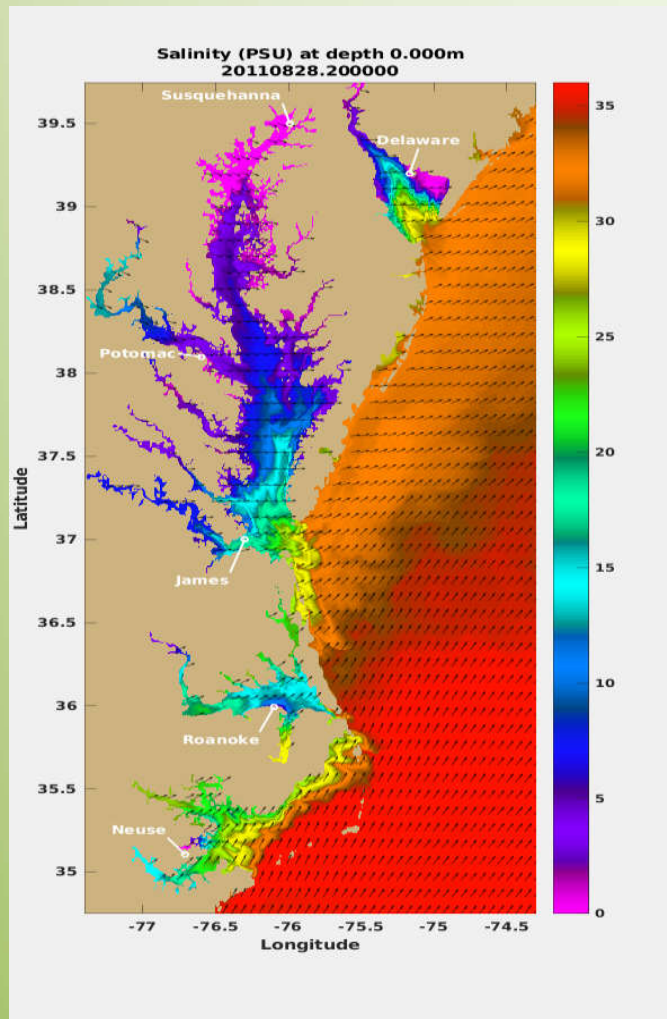 Salinity (PSU) at depth 0.000m
20110828.200000
Susquehanna
Delaware
Potomac
James
Roanoke
Neuse
Latitude
39.5
39
38.5
38
37.5
37
36.5
36
35.5
35
-77
-76.5
-76
-75.5
-75
-74.5
Longitude
35
30
25
20
15
10
5
0